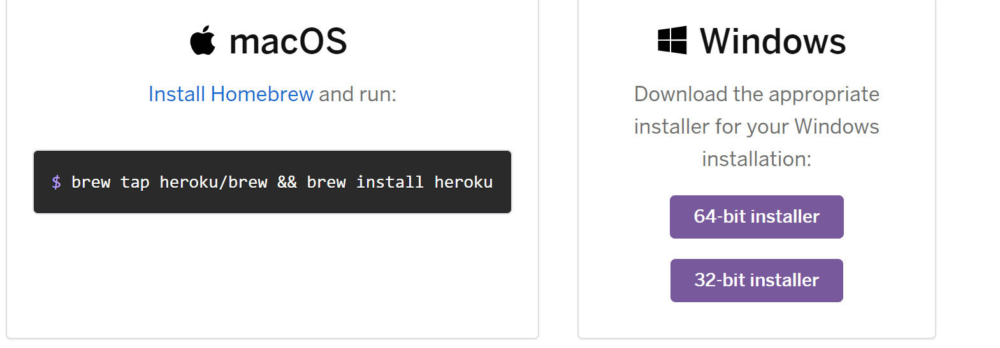 macOS
Install Homebrew and run:
$ brew tap heroku/brew && brew install heroku
Windows
Download the appropriate
installer for your Windows
installation:
64-bit installer
32-bit installer